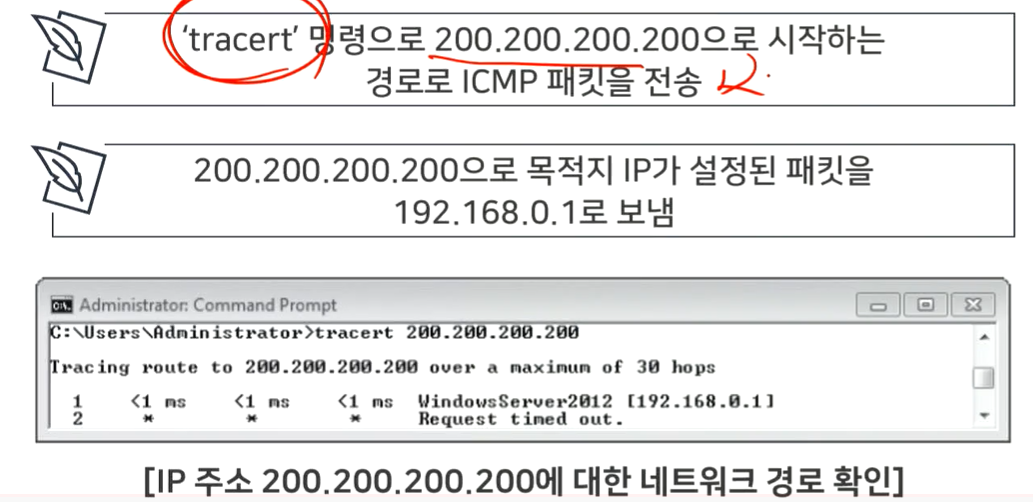 'tracert' 명령으로 200.200.200.200으로 시작하는
경로로 ICMP 패킷을 전송
200.200.200.200으로 목적지 IP가 설정된 패킷을
192.168.0.1로 보냄
Administrator: Command Prompt
C:\Users\Administrator>tracert 200.200.200.200
Tracing route to 200.200.200.200 over a maximum of 30 hops
1 <1 ms <1 ms <1 ms WindowsServer2012 [192.168.0.1]
2 * * * Request timed out.
[IP 주소 200.200.200.200에 대한 네트워크 경로 확인]